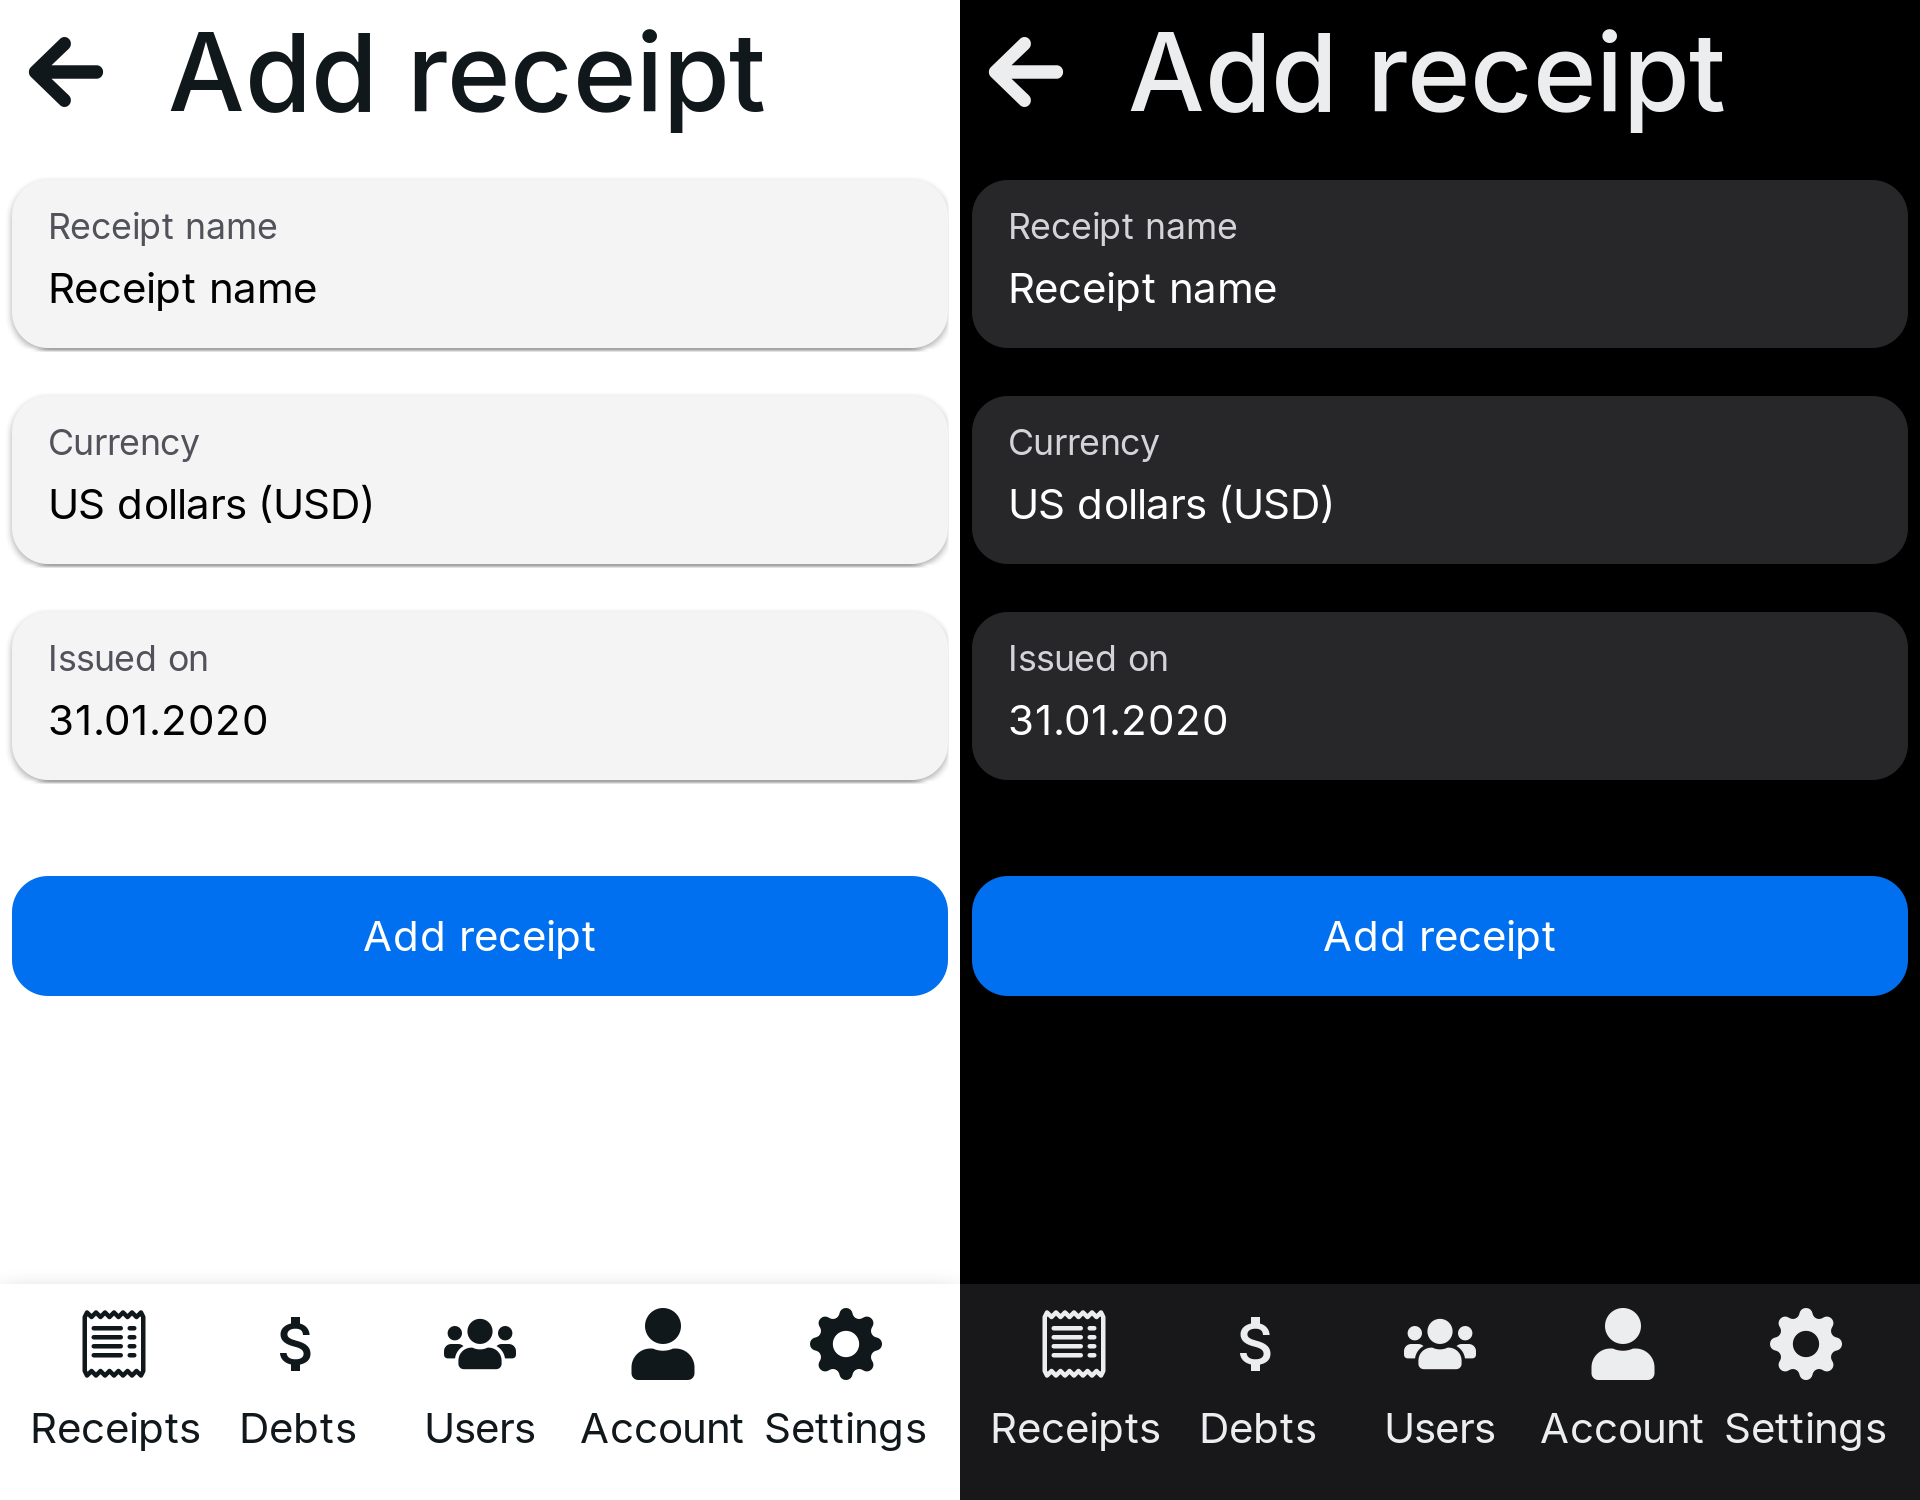 Add receipt
Receipt name
Receipt name
Currency
US dollars (USD)
Issued on
31.01.2020
Add receipt
Receipts Debts Users Account Settings
Add receipt
Receipt name
Receipt name
Currency
US dollars (USD)
Issued on
31.01.2020
Add receipt
Receipts Debts Users Account Settings